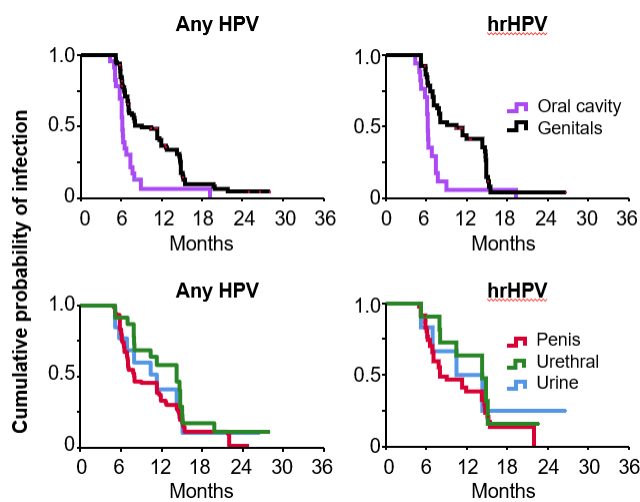 Any HPV
hrHPV
Cumulative probability of infection
1.0
0.5
0
0 6 12 18 24 30 36
Months
1.0
0.5
0
0 6 12 18 24 30 36
Months
Oral cavity
Genitals
Any HPV
hrHPV
1.0
0.5
0
0 6 12 18 24 30 36
Months
1.0
0.5
0
0 6 12 18 24 30 36
Months
Penis
Urethral
Urine